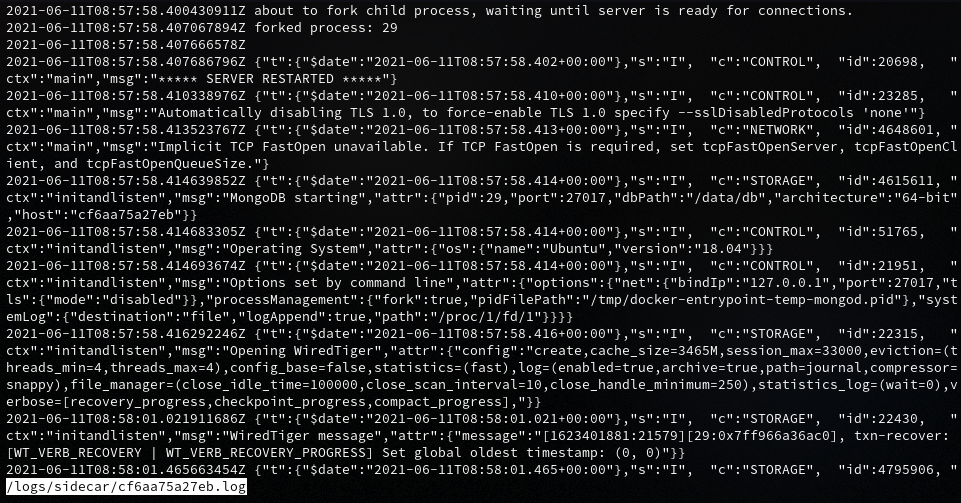 2021-06-11T08:57:58.400430911Z about to fork child process, waiting until server is ready for connections.
2021-06-11T08:57:58.407067894Z forked process: 29
2021-06-11T08:57:58.407666578Z
2021-06-11T08:57:58.407686796Z {"t":{"$date":"2021-06-11T08:57:58.402+00:00"},"s":"I",  "c":"CONTROL",  "id":20698,   "
ctx":"main","msg":"***** SERVER RESTARTED *****"}
2021-06-11T08:57:58.410338976Z {"t":{"$date":"2021-06-11T08:57:58.410+00:00"},"s":"I",  "c":"CONTROL",  "id":23285,   "
ctx":"main","msg":"Automatically disabling TLS 1.0, to force-enable TLS 1.0 specify --sslDisabledProtocols 'none'"}
2021-06-11T08:57:58.413523767Z {"t":{"$date":"2021-06-11T08:57:58.413+00:00"},"s":"I",  "c":"NETWORK",  "id":4648601, "
ctx":"main","msg":"Implicit TCP FastOpen unavailable. If TCP FastOpen is required, set tcpFastOpenServer, tcpFastOpenCl
ient, and tcpFastOpenQueueSize."}
2021-06-11T08:57:58.414639852Z {"t":{"$date":"2021-06-11T08:57:58.414+00:00"},"s":"I",  "c":"STORAGE",  "id":4615611, "
ctx":"initandlisten","msg":"MongoDB starting","attr":{"pid":29,"port":27017,"dbPath":"/data/db","architecture":"64-bit"
,"host":"cf6aa75a27eb"}}
2021-06-11T08:57:58.414683305Z {"t":{"$date":"2021-06-11T08:57:58.414+00:00"},"s":"I",  "c":"CONTROL",  "id":51765,   "
ctx":"initandlisten","msg":"Operating System","attr":{"os":{"name":"Ubuntu","version":"18.04"}}}
2021-06-11T08:57:58.414693674Z {"t":{"$date":"2021-06-11T08:57:58.414+00:00"},"s":"I",  "c":"CONTROL",  "id":21951,   "
ctx":"initandlisten","msg":"Options set by command line","attr":{"options":{"net":{"bindIp":"127.0.0.1","port":27017,"t
ls":{"mode":"disabled"}},"processManagement":{"fork":true,"pidFilePath":"/tmp/docker-entrypoint-temp-mongod.pid"},"syst
emLog":{"destination":"file","logAppend":true,"path":"/proc/1/fd/1"}}}}
2021-06-11T08:57:58.416292246Z {"t":{"$date":"2021-06-11T08:57:58.416+00:00"},"s":"I",  "c":"STORAGE",  "id":22315,   "
ctx":"initandlisten","msg":"Opening WiredTiger","attr":{"config":"create,cache_size=3465M,session_max=33000,eviction=(t
hreads_min=4,threads_max=4),config_base=false,statistics=(fast),log=(enabled=true,archive=true,path=journal,compressor=
snappy),file_manager=(close_idle_time=100000,close_scan_interval=10,close_handle_minimum=250),statistics_log=(wait=0),v
erbose=[recovery_progress,checkpoint_progress,compact_progress],"}}
2021-06-11T08:58:01.021911686Z {"t":{"$date":"2021-06-11T08:58:01.021+00:00"},"s":"I",  "c":"STORAGE",  "id":22430,   "
ctx":"initandlisten","msg":"WiredTiger message","attr":{"message":"[1623401881:21579][29:0x7ff966a36ac0], txn-recover: 
[WT_VERB_RECOVERY | WT_VERB_RECOVERY_PROGRESS] Set global oldest timestamp: (0, 0)"}}
2021-06-11T08:58:01.465663454Z {"t":{"$date":"2021-06-11T08:58:01.465+00:00"},"s":"I",  "c":"STORAGE",  "id":4795906, "
/logs/sidecar/cf6aa75a27eb.log